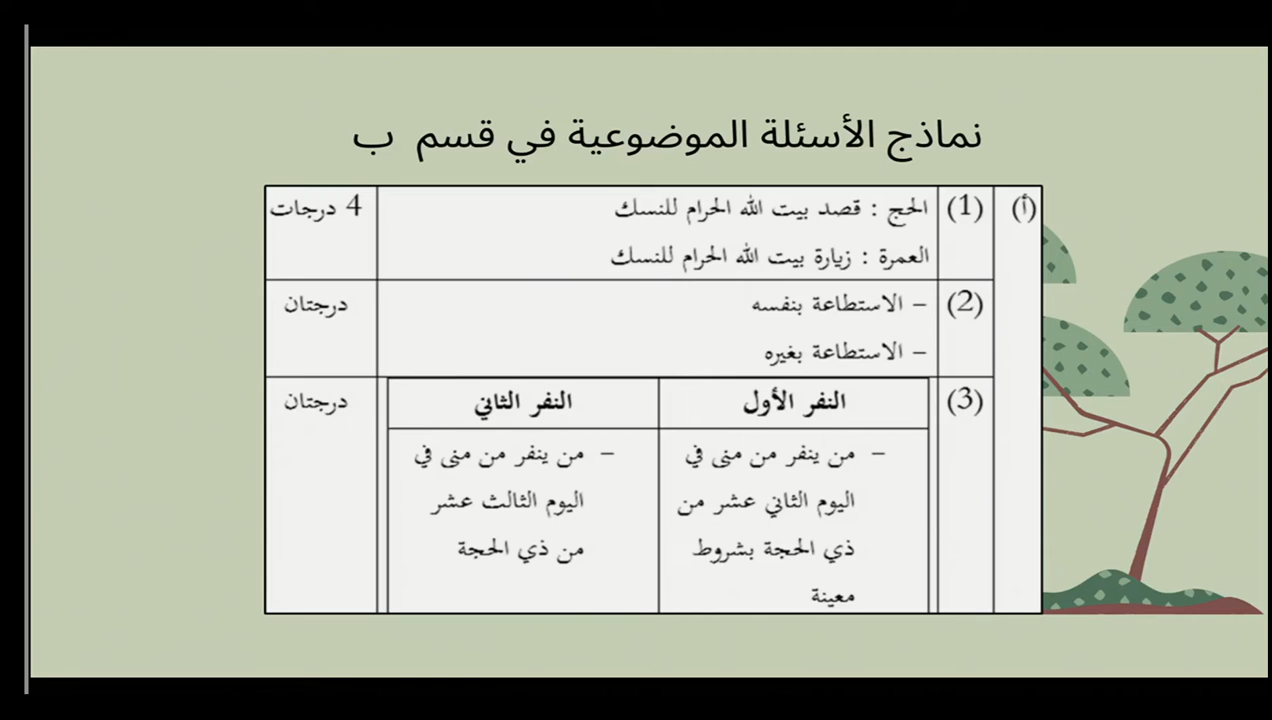 نماذج الأسئلة الموضوعية في قسم ب
(أ) (1) الحج : قصد بيت الله الحرام للنسك 4 درجات
العمرة : زيارة بيت الله الحرام للنسك
(2) – الاستطاعة بنفسه درجتان
– الاستطاعة بغيره
(3) النفر الأول النفر الثاني درجتان
– من ينفر من منى في – من ينفر من منى في
اليوم الثاني عشر من اليوم الثالث عشر
ذي الحجة بشروط من ذي الحجة
معينة